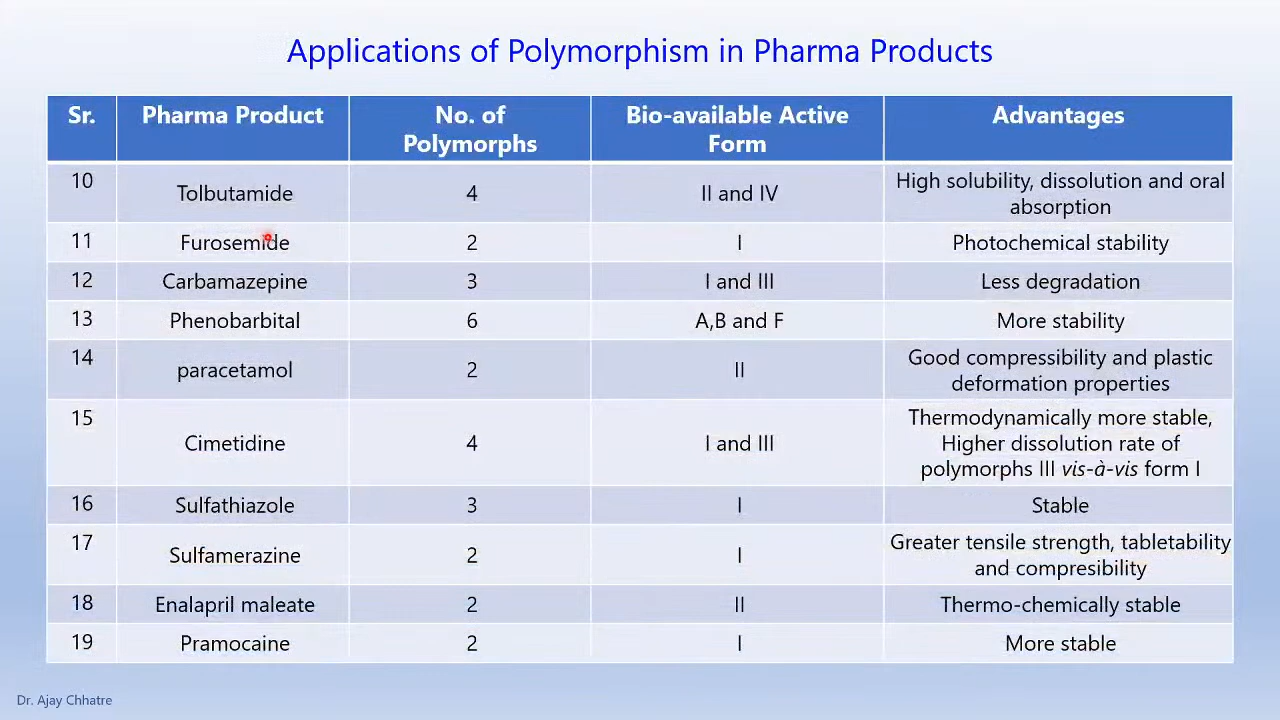 Applications of Polymorphism in Pharma Products
Sr. Pharma Product No. of Polymorphs Bio-available Active Form Advantages
10 Tolbutamide 4 II and IV High solubility, dissolution and oral absorption
11 Furosemide 2 I Photochemical stability
12 Carbamazepine 3 I and III Less degradation
13 Phenobarbital 6 A,B and F More stability
14 paracetamol 2 II Good compressibility and plastic deformation properties
15 Cimetidine 4 I and III Thermodynamically more stable, Higher dissolution rate of polymorphs III vis-à-vis form I
16 Sulfathiazole 3 I Stable
17 Sulfamerazine 2 I Greater tensile strength, tabletability and compresibility
18 Enalapril maleate 2 II Thermo-chemically stable
19 Pramocaine 2 I More stable
Dr. Ajay Chhatre